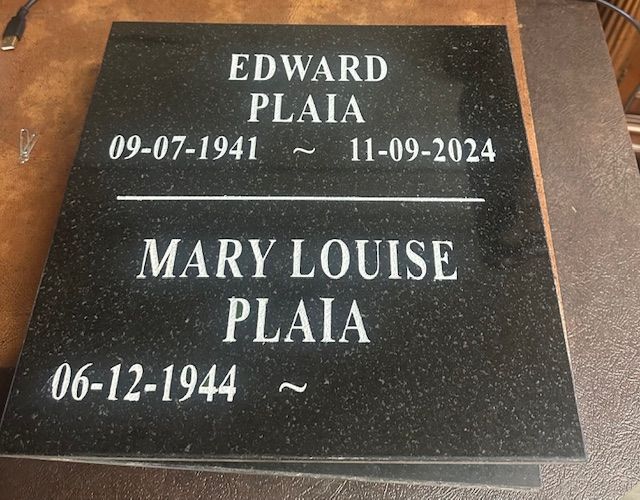 EDWARD
PLAIA
09-07-1941 ~ 11-09-2024
MARY LOUISE
PLAIA
06-12-1944 ~